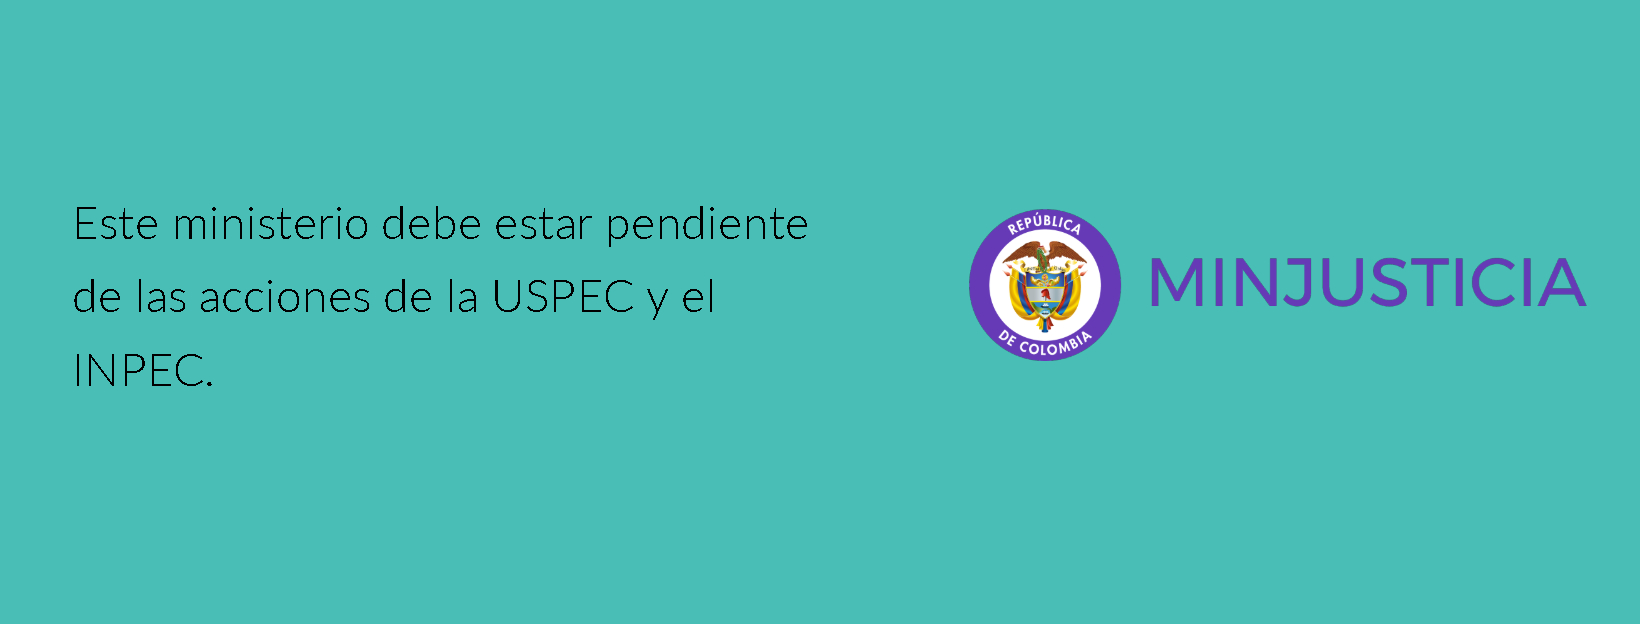 Este ministerio debe estar pendiente
de las acciones de la USPEC y el
INPEC.
REPÚBLICA
DE COLOMBIA
MINJUSTICIA